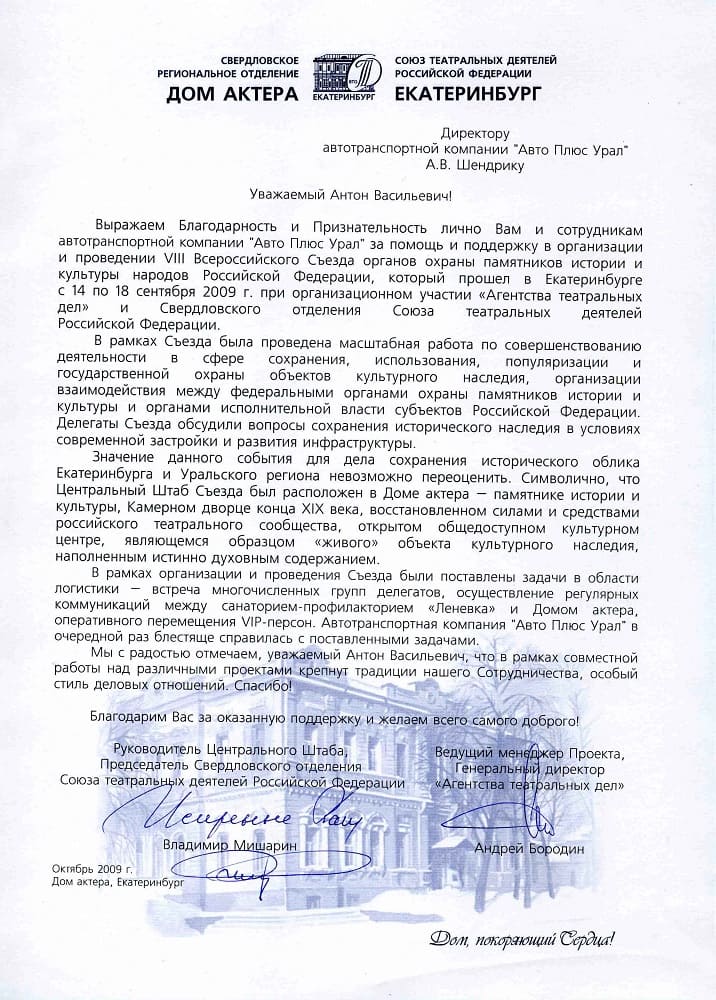 СВЕРДЛОВСКОЕ
РЕГИОНАЛЬНОЕ ОТДЕЛЕНИЕ
ДОМ АКТЕРА
ВТО
ЕКАТЕРИНБУРГ
СОЮЗ ТЕАТРАЛЬНЫХ ДЕЯТЕЛЕЙ
РОССИЙСКОЙ ФЕДЕРАЦИИ
ЕКАТЕРИНБУРГ
Директору
автотранспортной компании "Авто Плюс Урал"
А.В. Шендрику
Уважаемый Антон Васильевич!
Выражаем Благодарность и Признательность лично Вам и сотрудникам
автотранспортной компании "Авто Плюс Урал" за помощь и поддержку в организации
и проведении VIII Всероссийского Съезда органов охраны памятников истории и
культуры народов Российской Федерации, который прошел в Екатеринбурге
с 14 по 18 сентября 2009 г. при организационном участии «Агентства театральных
дел» и Свердловского отделения Союза театральных деятелей
Российской Федерации.
В рамках Съезда была проведена масштабная работа по совершенствованию
деятельности в сфере сохранения, использования, популяризации и
государственной охраны объектов культурного наследия, организации
взаимодействия между федеральными органами охраны памятников истории и
культуры и органами исполнительной власти субъектов Российской Федерации.
Делегаты Съезда обсудили вопросы сохранения исторического наследия в условиях
современной застройки и развития инфраструктуры.
Значение данного события для дела сохранения исторического облика
Екатеринбурга и Уральского региона невозможно переоценить. Символично, что
Центральный Штаб Съезда был расположен в Доме актера – памятнике истории и
культуры, Камерном дворце конца XIX века, восстановленном силами и средствами
российского театрального сообщества, открытом общедоступном культурном
центре, являющемся образцом «живого» объекта культурного наследия,
наполненным истинно духовным содержанием.
В рамках организации и проведения Съезда были поставлены задачи в области
логистики – встреча многочисленных групп делегатов, осуществление регулярных
коммуникаций между санаторием-профилакторием «Леневка» и Домом актера,
оперативного перемещения VIP-персон. Автотранспортная компания "Авто Плюс Урал" в
очередной раз блестяще справилась с поставленными задачами.
Мы с радостью отмечаем, уважаемый Антон Васильевич, что в рамках совместной
работы над различными проектами крепнут традиции нашего Сотрудничества, особый
стиль деловых отношений. Спасибо!
Благодарим Вас за оказанную поддержку и желаем всего самого доброго!
Руководитель Центрального Штаба,
Председатель Свердловского отделения
Союза театральных деятелей Российской Федерации
Владимир Мишарин
Ведущий менеджер Проекта,
Генеральный директор
«Агентства театральных дел»
Андрей Бородин
Октябрь 2009 г.
Дом актера, Екатеринбург
Дом, покоряющий Сердца!